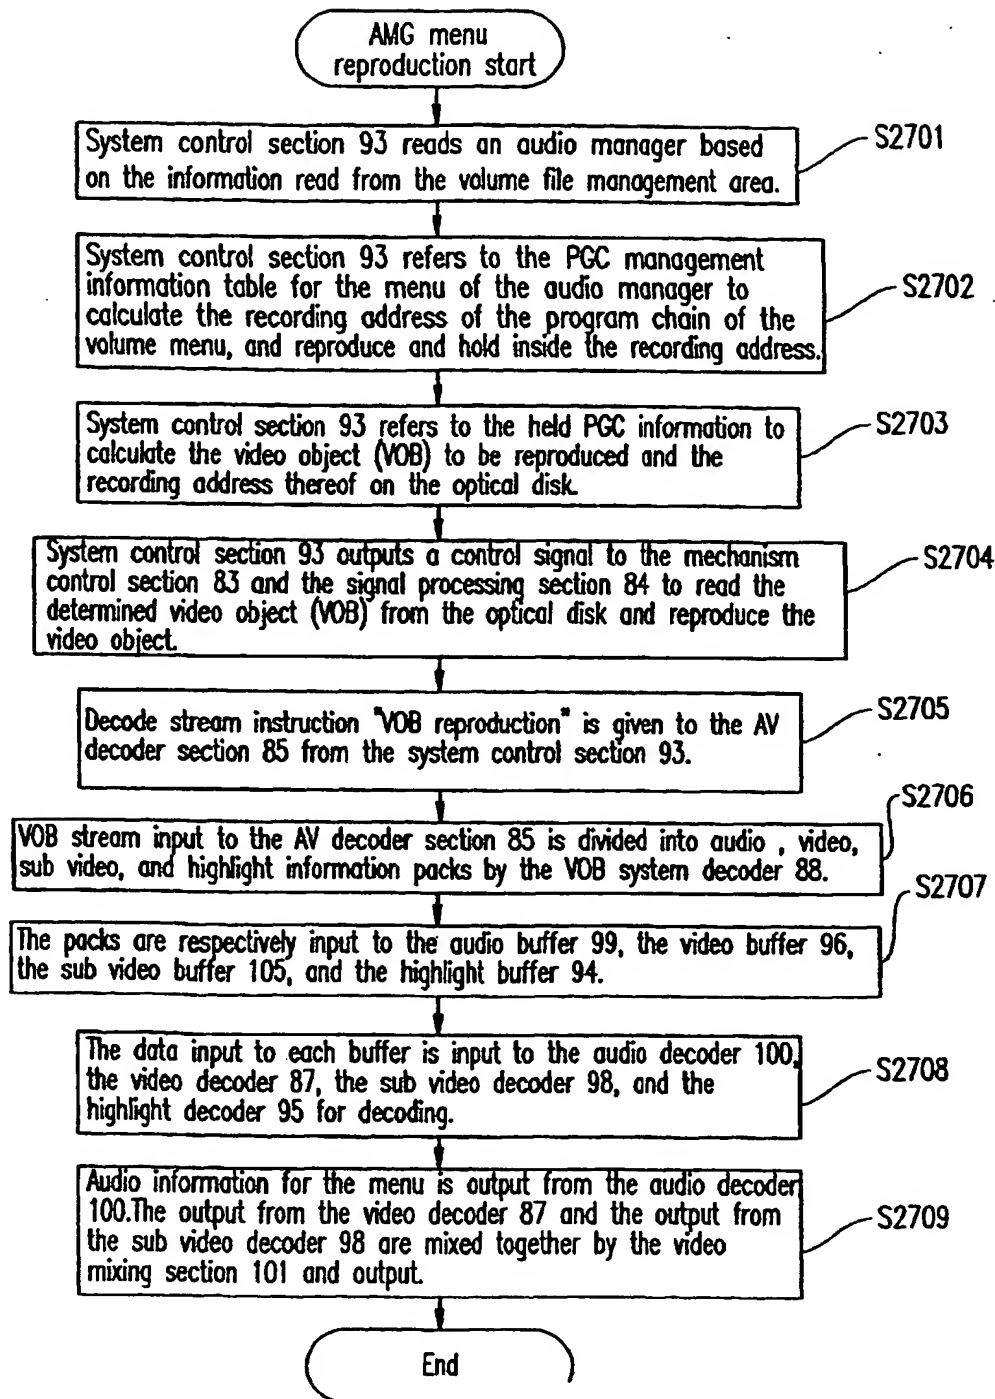 AMG menu
reproduction start
System control section 93 reads an audio manager based
on the information read from the volume file management area.
S2701
System control section 93 refers to the PGC management
information table for the menu of the audio manager to
calculate the recording address of the program chain of the
volume menu, and reproduce and hold inside the recording address.
S2702
System control section 93 refers to the held PGC information to
calculate the video object (VOB) to be reproduced and the
recording address thereof on the optical disk.
S2703
System control section 93 outputs a control signal to the mechanism
control section 83 and the signal processing section 84 to read the
determined video object (VOB) from the optical disk and reproduce the
video object.
S2704
Decode stream instruction "VOB reproduction" is given to the AV
decoder section 85 from the system control section 93.
S2705
VOB stream input to the AV decoder section 85 is divided into audio , video,
sub video, and highlight information packs by the VOB system decoder 88.
S2706
The packs are respectively input to the audio buffer 99, the video buffer 96,
the sub video buffer 105, and the highlight buffer 94.
S2707
The data input to each buffer is input to the audio decoder 100,
the video decoder 87, the sub video decoder 98, and the
highlight decoder 95 for decoding.
S2708
Audio information for the menu is output from the audio decoder
100.The output from the video decoder 87 and the output from
the sub video decoder 98 are mixed together by the video
mixing section 101 and output.
S2709
End